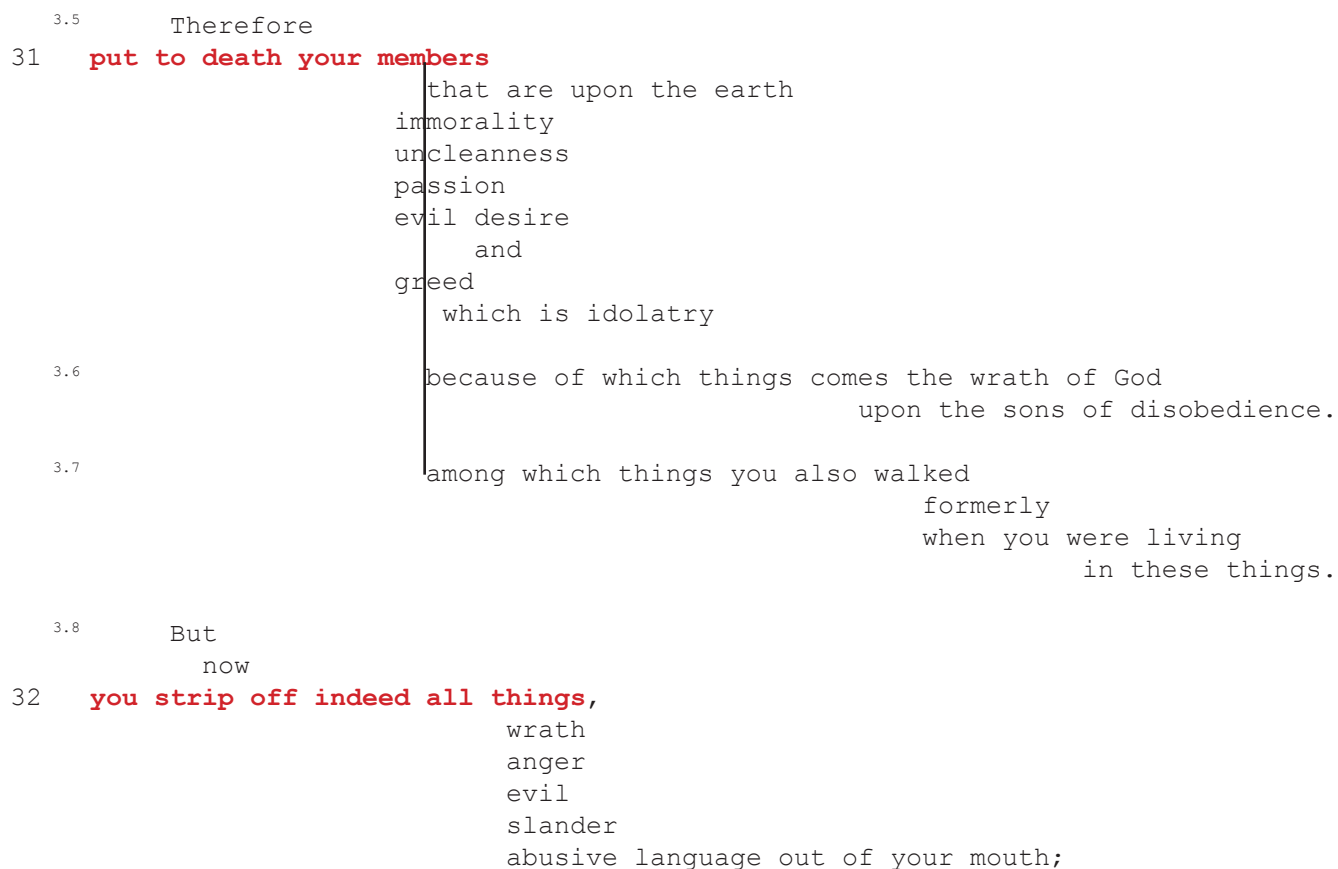 3.5 Therefore
31 put to death your members
that are upon the earth
immorality
uncleanness
passion
evil desire
and
greed
which is idolatry
3.6 because of which things comes the wrath of God
upon the sons of disobedience.
3.7 among which things you also walked
formerly
when you were living
in these things.
3.8 But
now
32 you strip off indeed all things,
wrath
anger
evil
slander
abusive language out of your mouth;